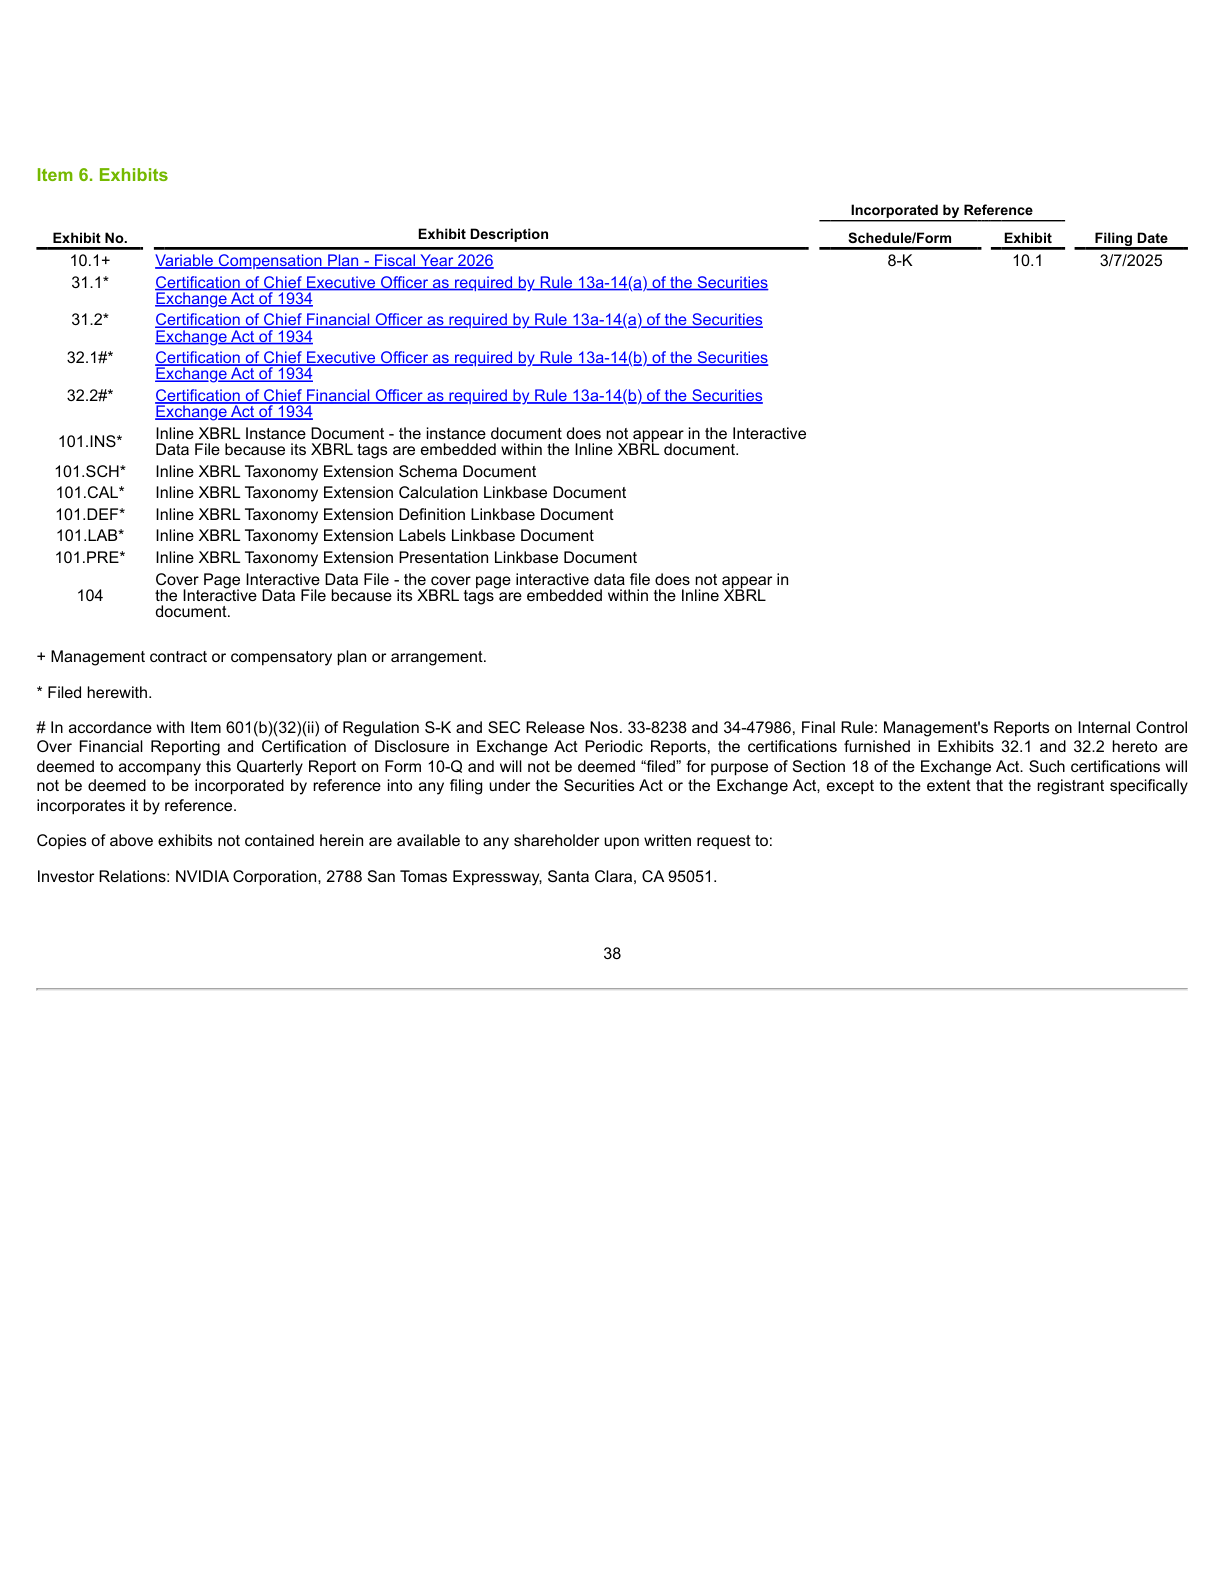 Item 6. Exhibits
Incorporated by Reference
Exhibit No. Exhibit Description Schedule/Form Exhibit Filing Date
10.1+ Variable Compensation Plan - Fiscal Year 2026 8-K 10.1 3/7/2025
31.1* Certification of Chief Executive Officer as required by Rule 13a-14(a) of the Securities
Exchange Act of 1934
31.2* Certification of Chief Financial Officer as required by Rule 13a-14(a) of the Securities
Exchange Act of 1934
32.1#* Certification of Chief Executive Officer as required by Rule 13a-14(b) of the Securities
Exchange Act of 1934
32.2#* Certification of Chief Financial Officer as required by Rule 13a-14(b) of the Securities
Exchange Act of 1934
101.INS* Inline XBRL Instance Document - the instance document does not appear in the Interactive
Data File because its XBRL tags are embedded within the Inline XBRL document.
101.SCH* Inline XBRL Taxonomy Extension Schema Document
101.CAL* Inline XBRL Taxonomy Extension Calculation Linkbase Document
101.DEF* Inline XBRL Taxonomy Extension Definition Linkbase Document
101.LAB* Inline XBRL Taxonomy Extension Labels Linkbase Document
101.PRE* Inline XBRL Taxonomy Extension Presentation Linkbase Document
Cover Page Interactive Data File - the cover page interactive data file does not appear in
104 the Interactive Data File because its XBRL tags are embedded within the Inline XBRL
document.
+ Management contract or compensatory plan or arrangement.
* Filed herewith.
# In accordance with Item 601(b)(32)(ii) of Regulation S-K and SEC Release Nos. 33-8238 and 34-47986, Final Rule: Management's Reports on Internal Control
Over Financial Reporting and Certification of Disclosure in Exchange Act Periodic Reports, the certifications furnished in Exhibits 32.1 and 32.2 hereto are
deemed to accompany this Quarterly Report on Form 10-Q and will not be deemed “filed” for purpose of Section 18 of the Exchange Act. Such certifications will
not be deemed to be incorporated by reference into any filing under the Securities Act or the Exchange Act, except to the extent that the registrant specifically
incorporates it by reference.
Copies of above exhibits not contained herein are available to any shareholder upon written request to:
Investor Relations: NVIDIA Corporation, 2788 San Tomas Expressway, Santa Clara, CA 95051.
38